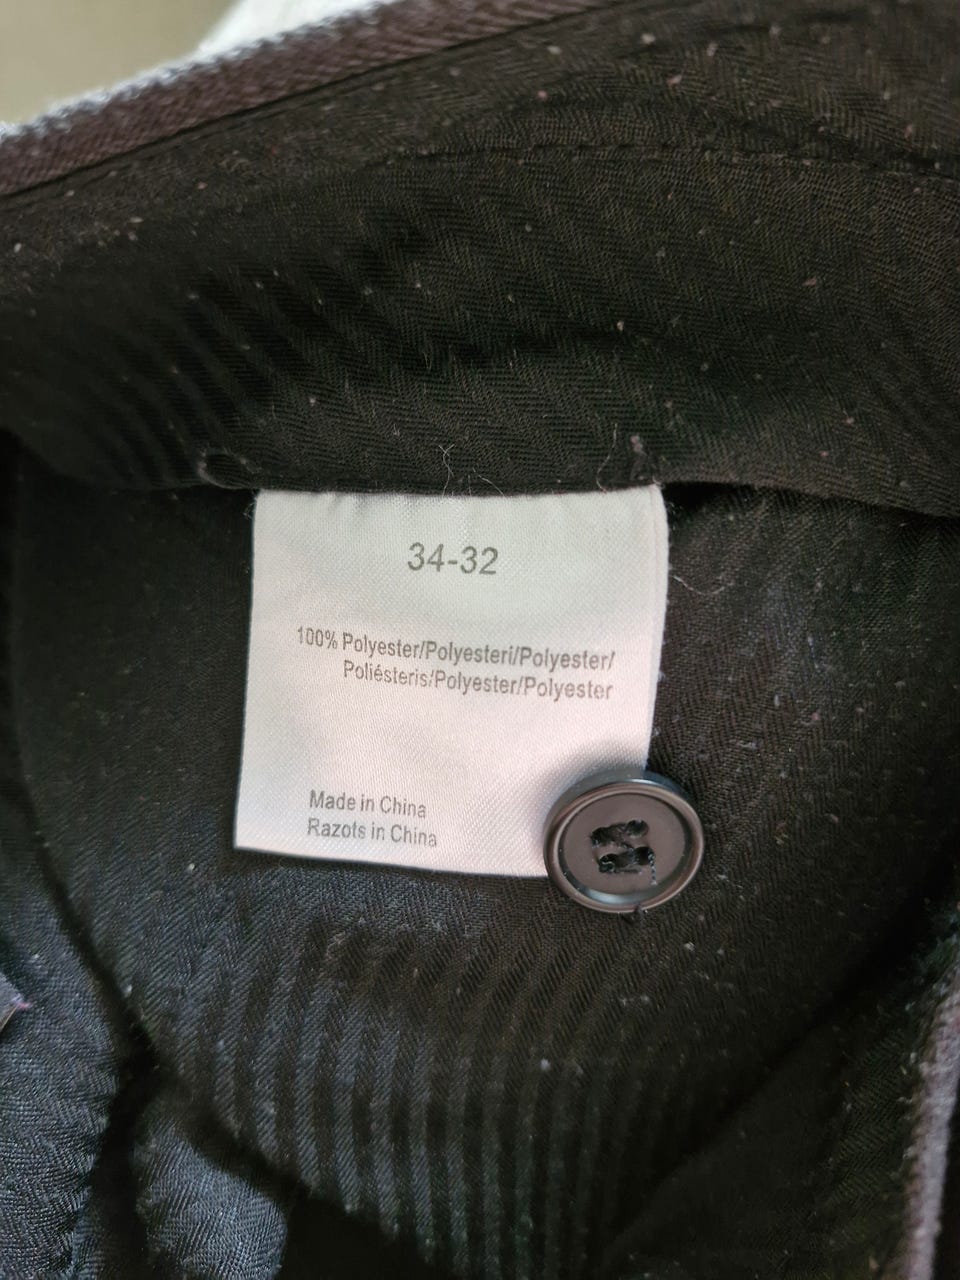 34-32
100% Polyester/Polyesteri/Polyester/
Poliésteris/Polyester/Polyester
Made in China
Razots in China